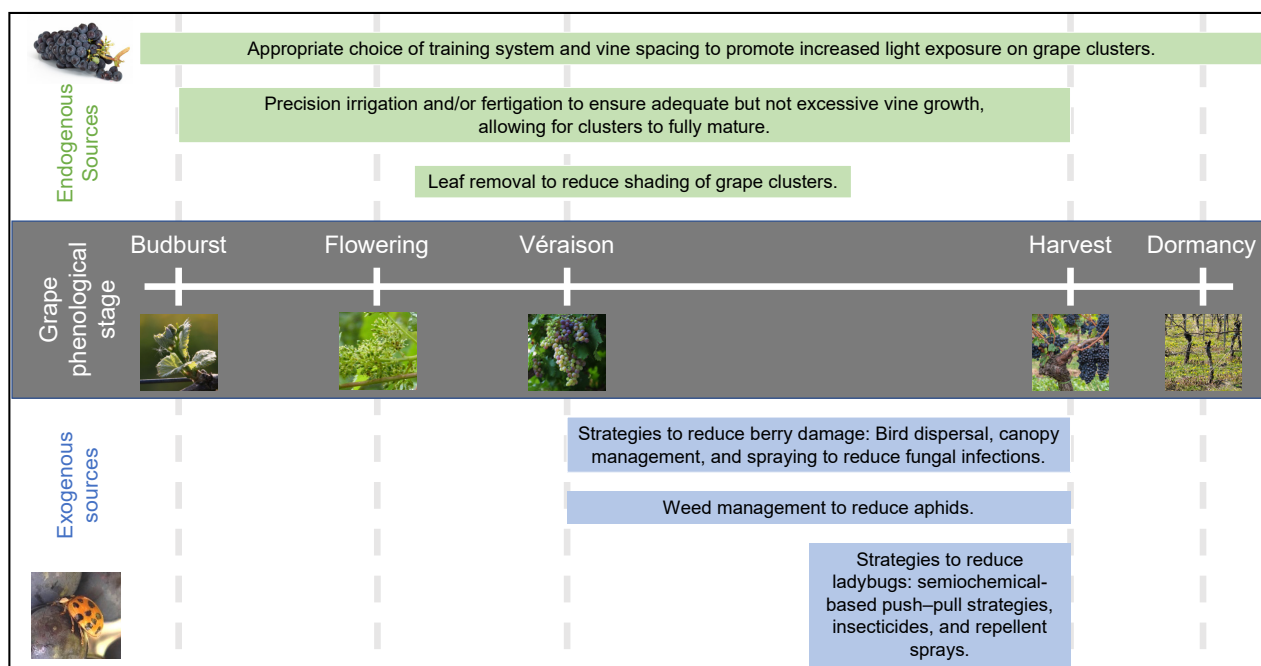 Appropriate choice of training system and vine spacing to promote increased light exposure on grape clusters.
Endogenous
Sources
Precision irrigation and/or fertigation to ensure adequate but not excessive vine growth,
allowing for clusters to fully mature.
Leaf removal to reduce shading of grape clusters.
Grape
phenological
stage
Budburst
Flowering
Véraison
Harvest
Dormancy
Exogenous
sources
Strategies to reduce berry damage: Bird dispersal, canopy
management, and spraying to reduce fungal infections.
Weed management to reduce aphids.
Strategies to reduce
ladybugs: semiochemical-
based push–pull strategies,
insecticides, and repellent
sprays.